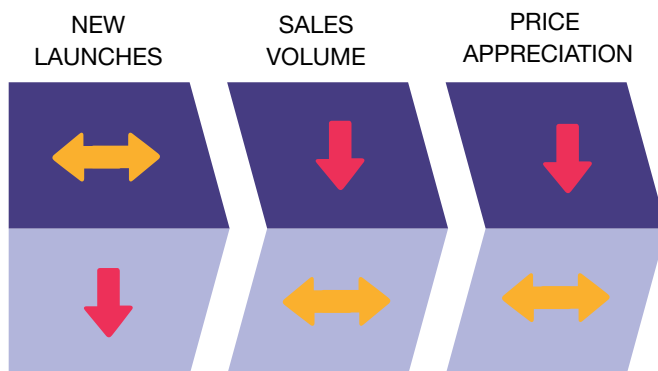 NEW
LAUNCHES
SALES
VOLUME
PRICE
APPRECIATION